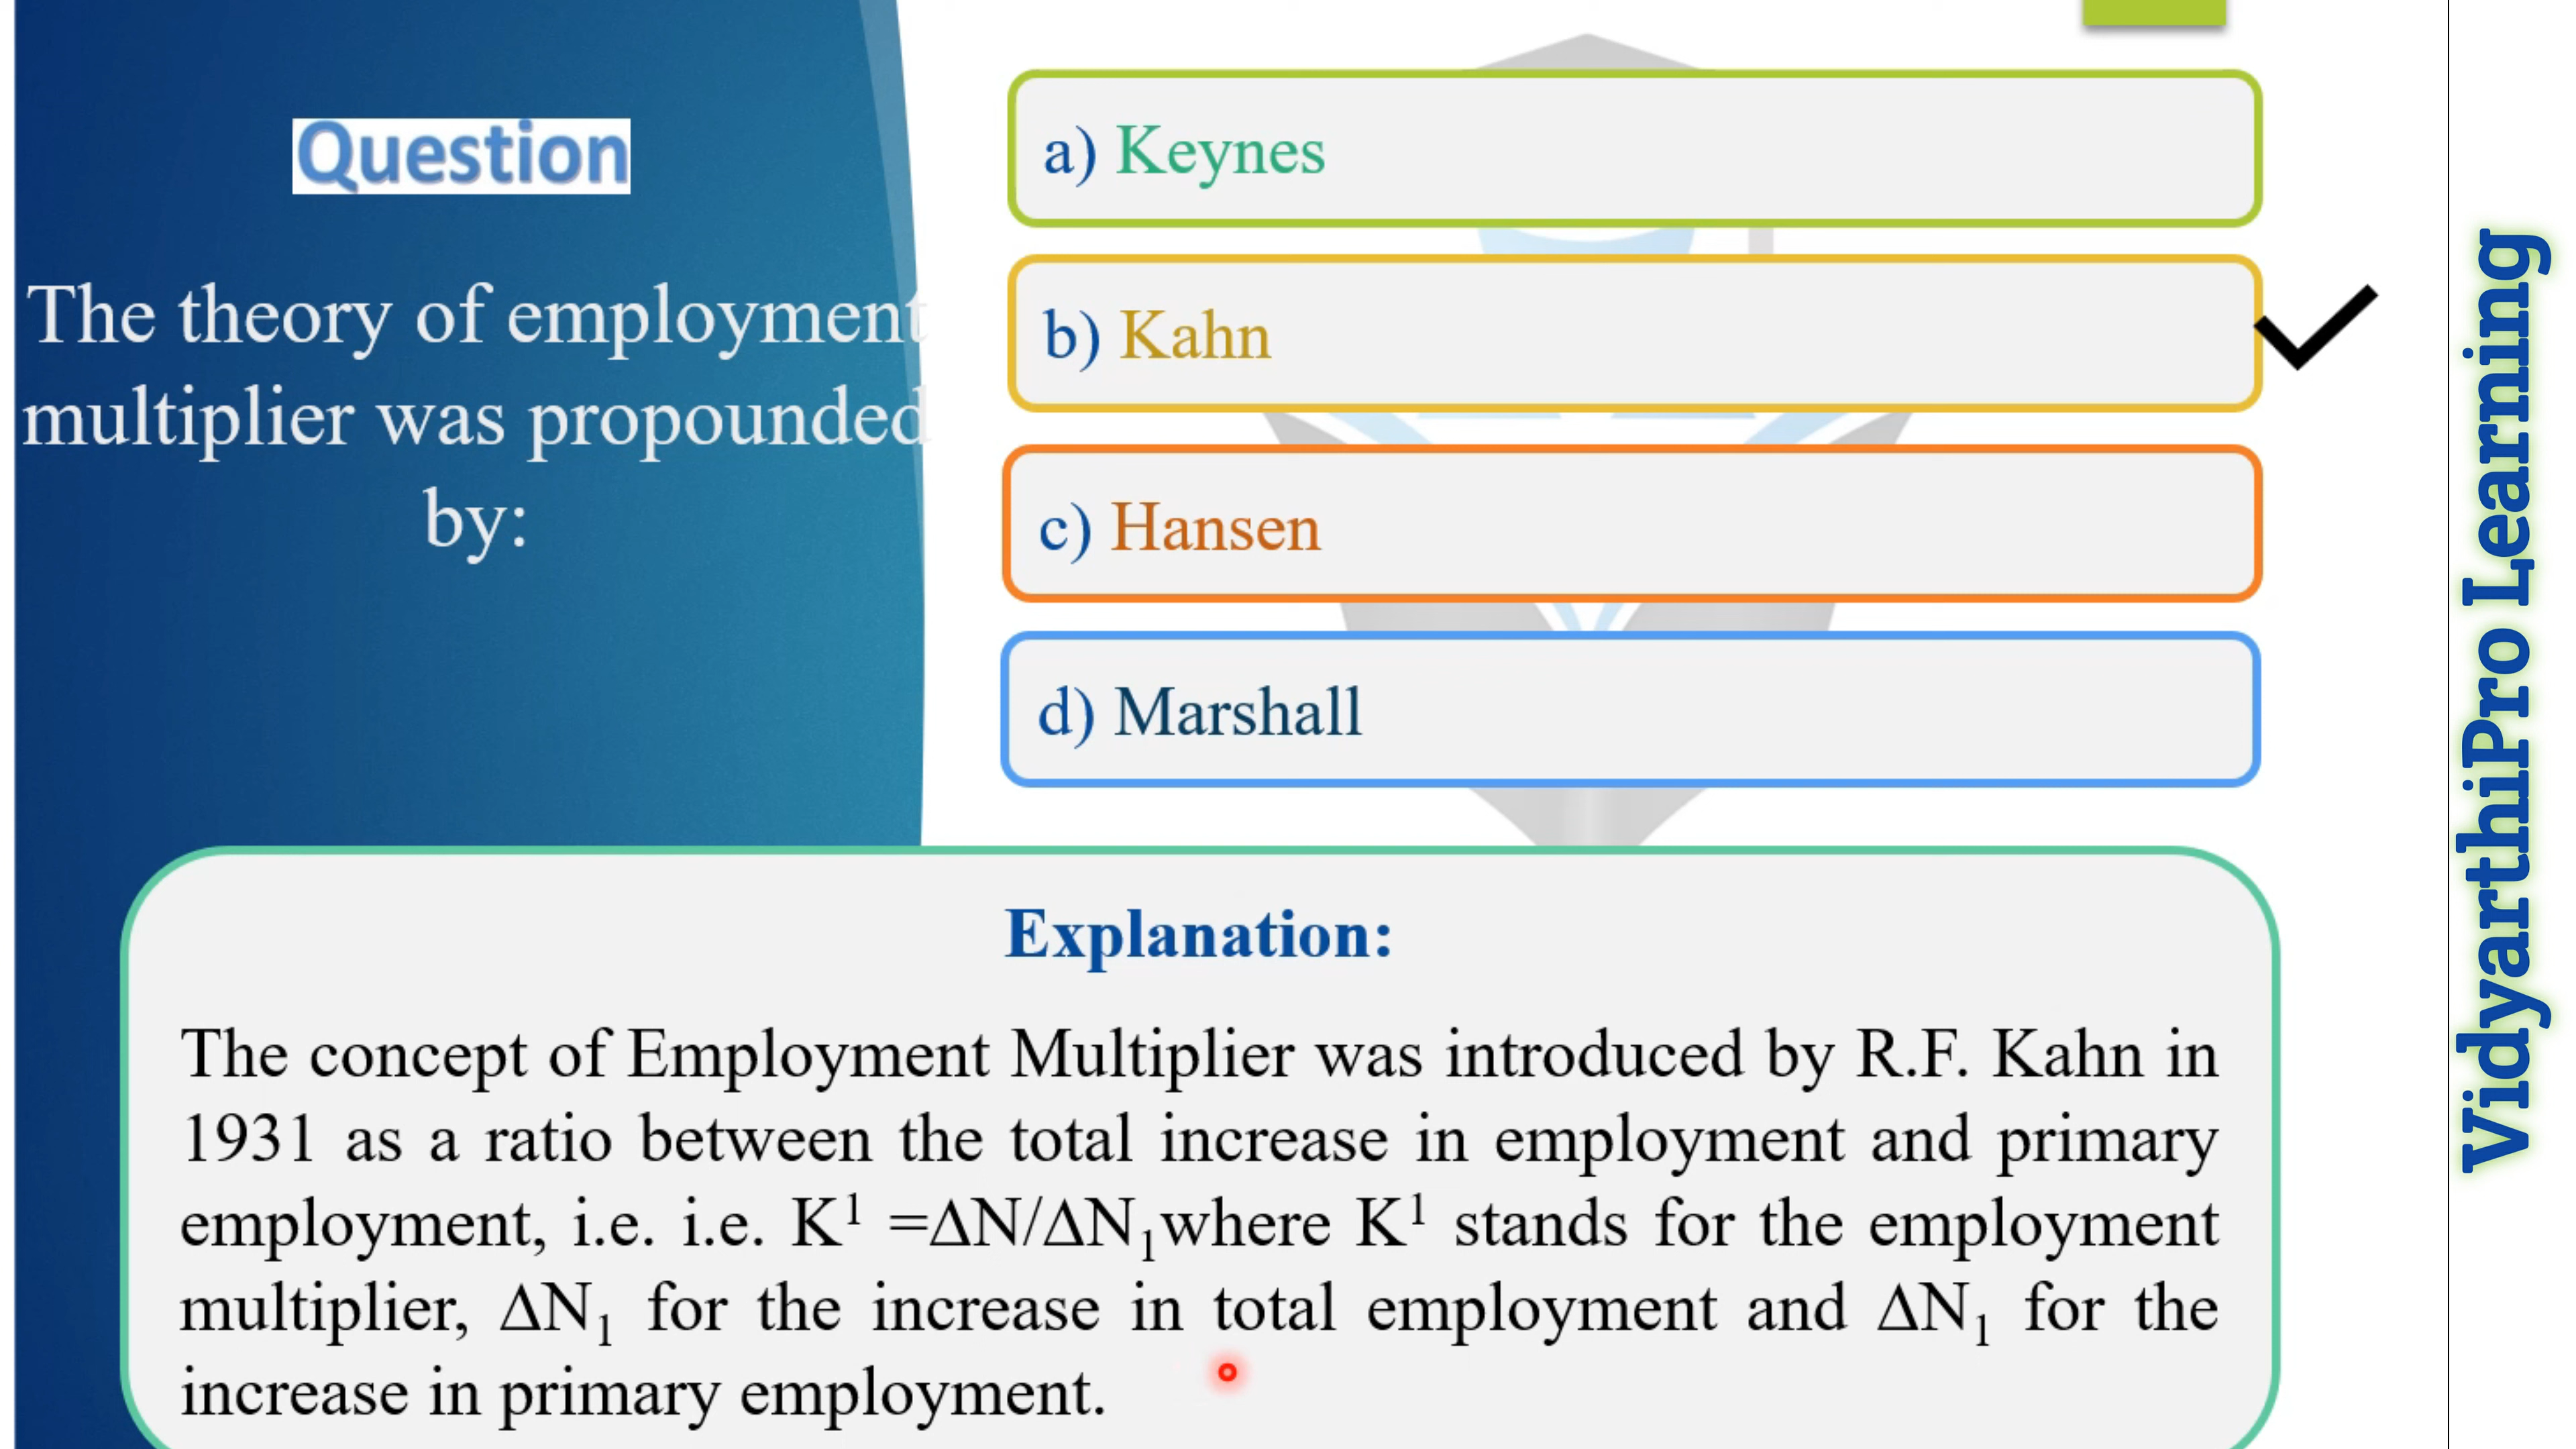 Question
The theory of employment
multiplier was propounded
by:
a) Keynes
b) Kahn
c) Hansen
d) Marshall
Explanation:
The concept of Employment Multiplier was introduced by R.F. Kahn in
1931 as a ratio between the total increase in employment and primary
employment, i.e. i.e. K¹ =ΔN/ΔN₁where K¹ stands for the employment
multiplier, ΔN₁ for the increase in total employment and ΔN₁ for the
increase in primary employment.
VidyarthiPro Learning